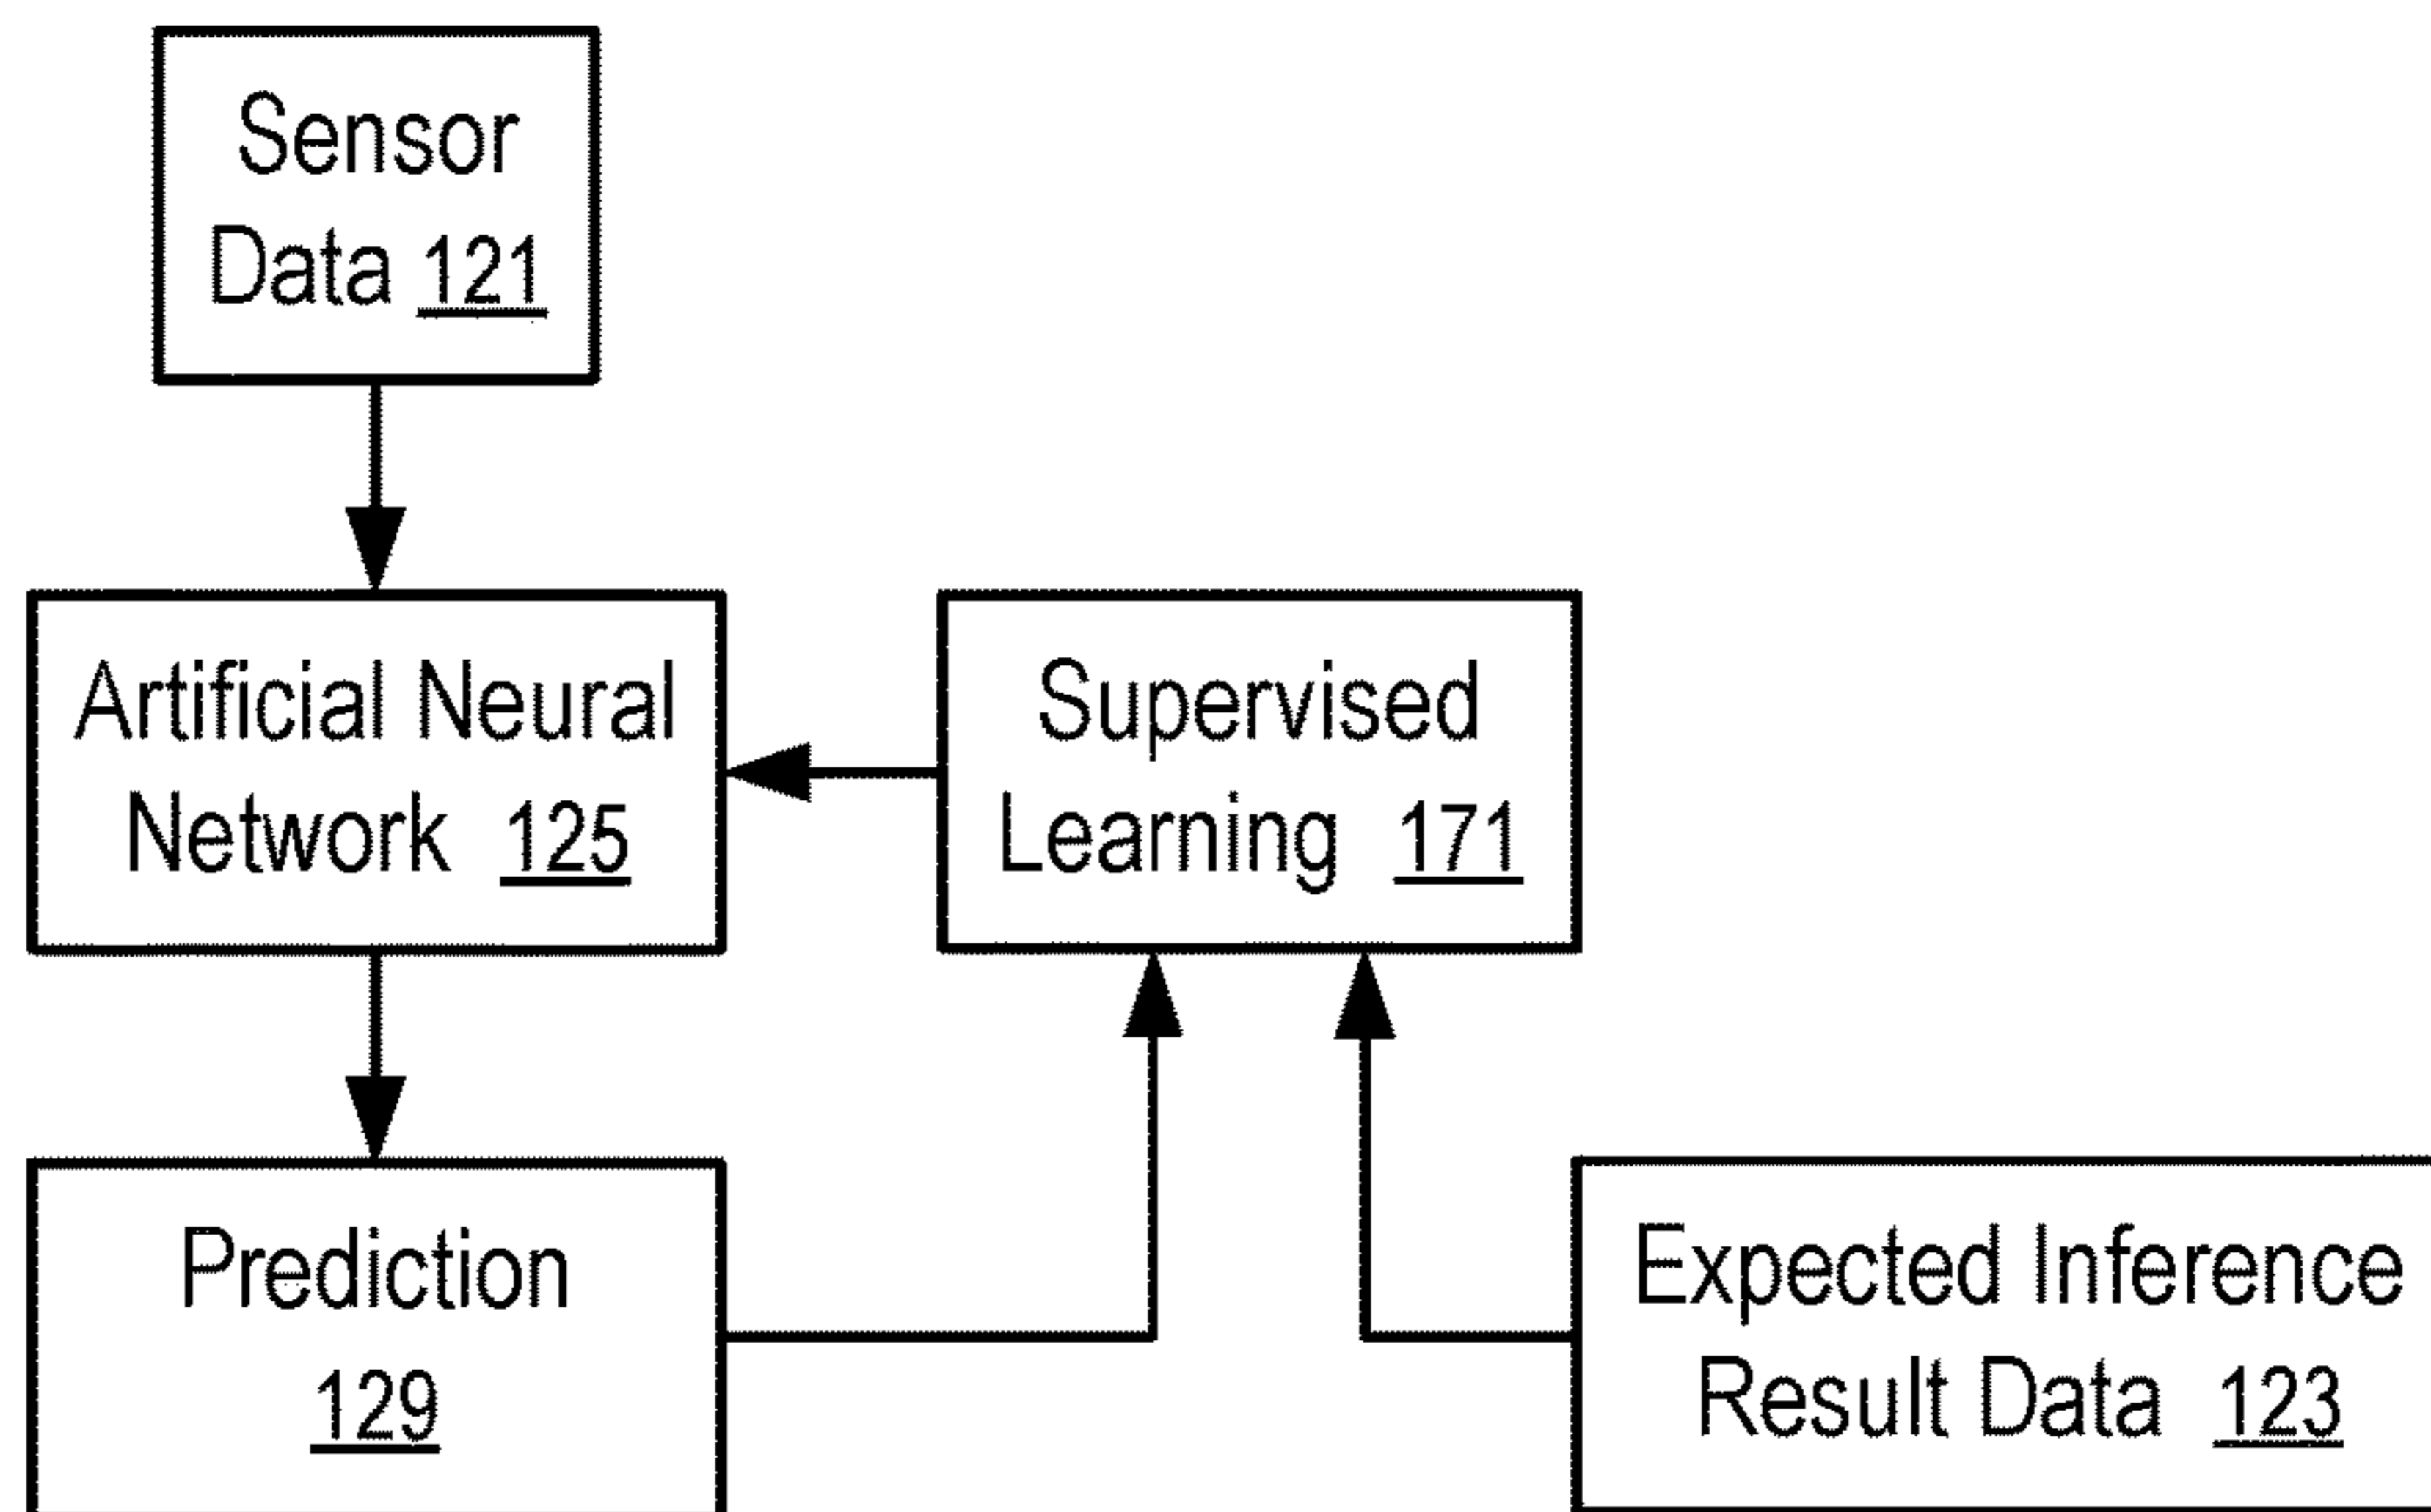 Sensor
Data 121
Artificial Neural
Network 125
Supervised
Learning 171
Prediction
129
Expected Inference
Result Data 123